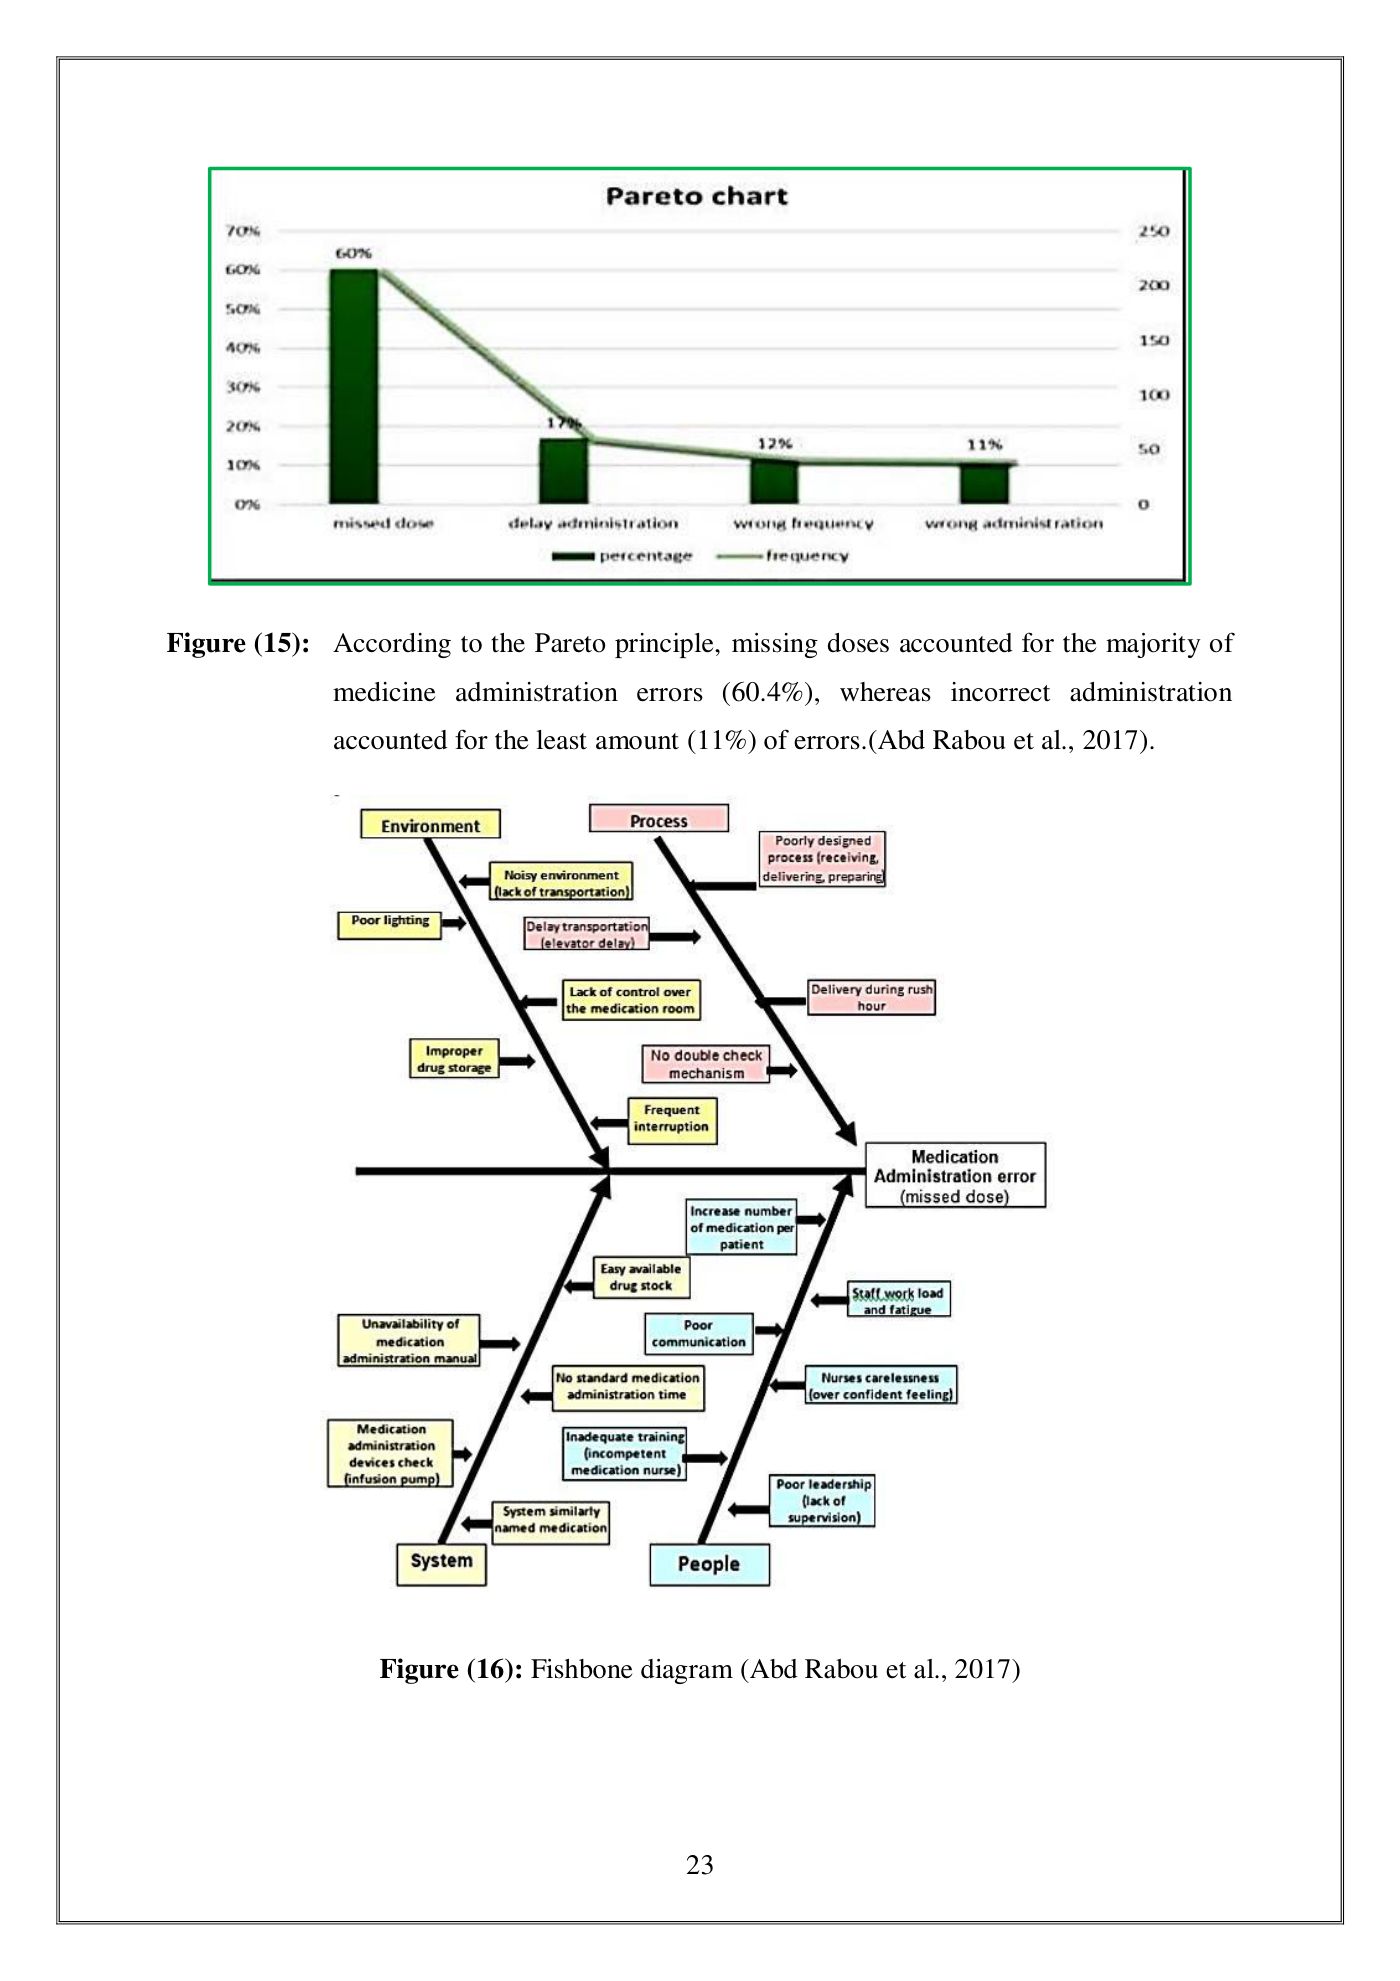 Pareto chart
70%
60%
50%
40%
30%
20%
10%
0%
250
200
150
100
50
0
60%
17%
12%
11%
missed dose
delay administration
wrong frequency
wrong administration
percentage
frequency
Figure (15): According to the Pareto principle, missing doses accounted for the majority of
medicine administration errors (60.4%), whereas incorrect administration
accounted for the least amount (11%) of errors.(Abd Rabou et al., 2017).
Environment
Process
Poorly designed
process (receiving,
delivering, preparing)
Noisy environment
(lack of transportation)
Poor lighting
Delay transportation
(elevator delay)
Lack of control over
the medication room
Delivery during rush
hour
Improper
drug storage
No double check
mechanism
Frequent
interruption
Medication
Administration error
(missed dose)
Increase number
of medication per
patient
Easy available
drug stock
Staff work load
and fatigue
Unavailability of
medication
administration manual
Poor
communication
No standard medication
administration time
Nurses carelessness
(over confident feeling)
Medication
administration
devices check
(infusion pump)
Inadequate training
(incompetent
medication nurse)
Poor leadership
(lack of
supervision)
System similarly
named medication
System
People
Figure (16): Fishbone diagram (Abd Rabou et al., 2017)
23